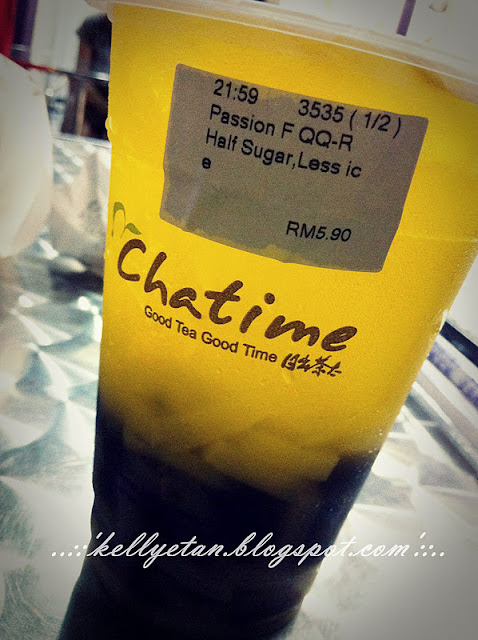 21:59 3535 ( 1/2 )
Passion F QQ-R
Half Sugar,Less ic
e
RM5.90
Chatime
Good Tea Good Time 日出茶太
...::'kellyetan.blogspot.com'::..